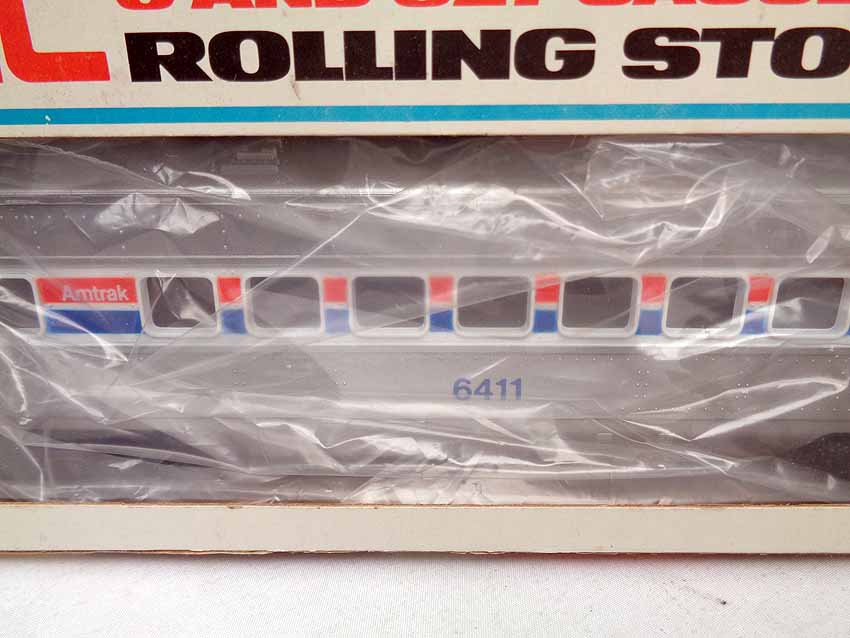 ROLLING STO
Amtrak
6411